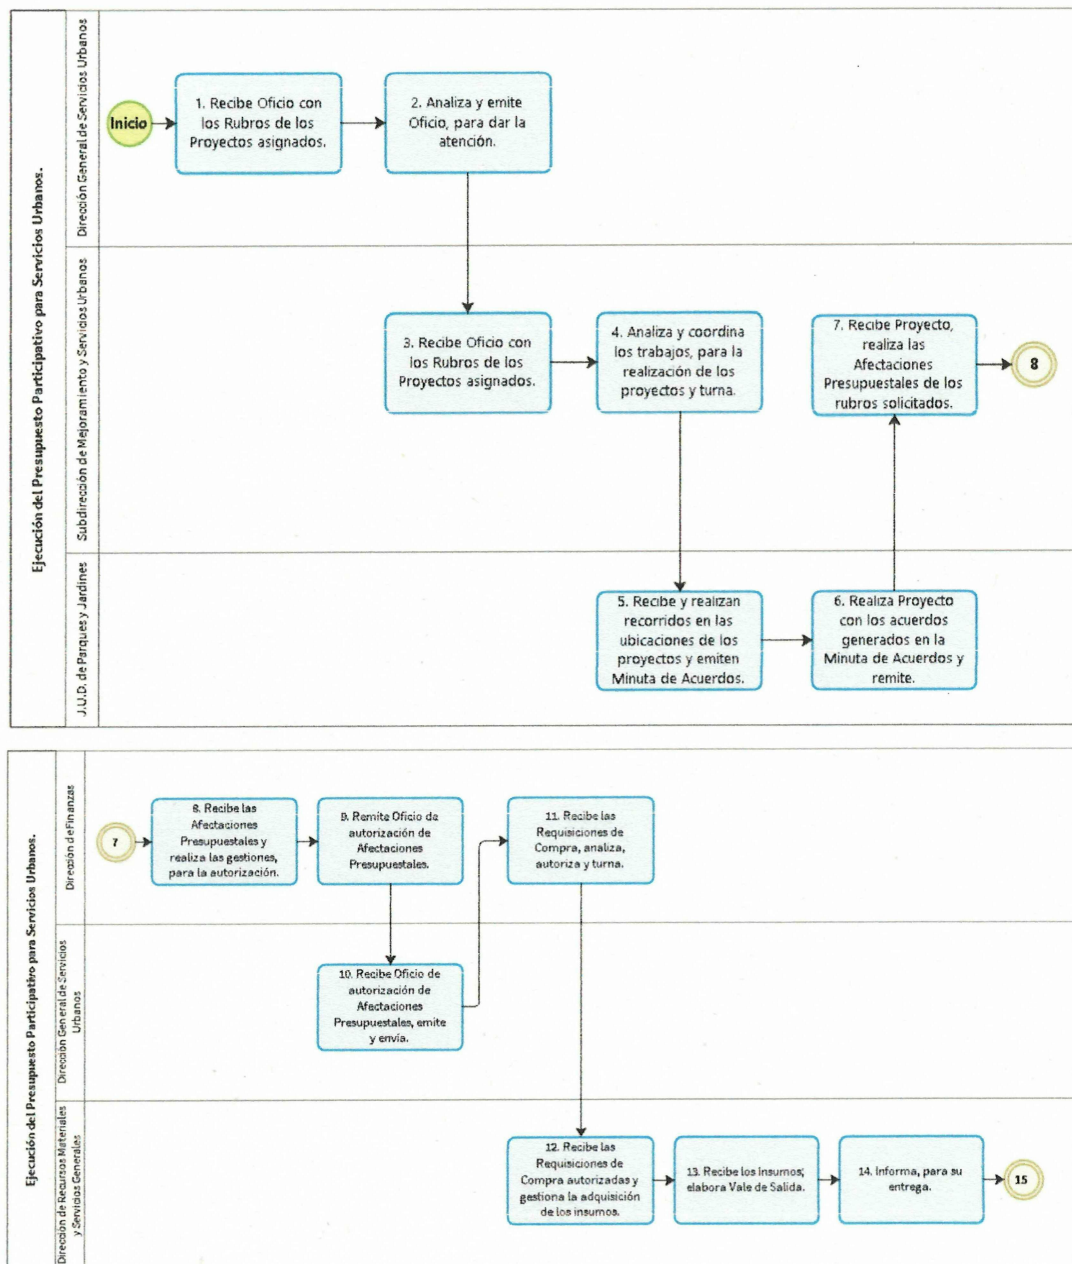 Ejecución del Presupuesto Participativo para Servicios Urbanos.
Dirección General de Servicios Urbanos
Inicio
1. Recibe Oficio con
los Rubros de los
Proyectos asignados.
2. Analiza y emite
Oficio, para dar la
atención.
Subdirección de Mejoramiento y Servicios Urbanos
3. Recibe Oficio con
los Rubros de los
Proyectos asignados.
4. Analiza y coordina
los trabajos, para la
realización de los
proyectos y turna.
7. Recibe Proyecto,
realiza las
Afectaciones
Presupuestales de los
rubros solicitados.
8
J.U.D. de Parques y Jardines
5. Recibe y realizan
recorridos en las
ubicaciones de los
proyectos y emiten
Minuta de Acuerdos.
6. Realiza Proyecto
con los acuerdos
generados en la
Minuta de Acuerdos y
remite.
Ejecución del Presupuesto Participativo para Servicios Urbanos.
Dirección de Finanzas
7
8. Recibe las
Afectaciones
Presupuestales y
realiza las gestiones,
para la autorización.
9. Remite Oficio de
autorización de
Afectaciones
Presupuestales.
11. Recibe las
Requisiciones de
Compra, analiza,
autoriza y turna.
Dirección General de Servicios
Urbanos
10. Recibe Oficio de
autorización de
Afectaciones
Presupuestales, emite
y envía.
Dirección de Recursos Materiales
y Servicios Generales
12. Recibe las
Requisiciones de
Compra autorizadas y
gestiona la adquisición
de los insumos.
13. Recibe los Insumos;
elabora Vale de Salida.
14. Informa, para su
entrega.
15